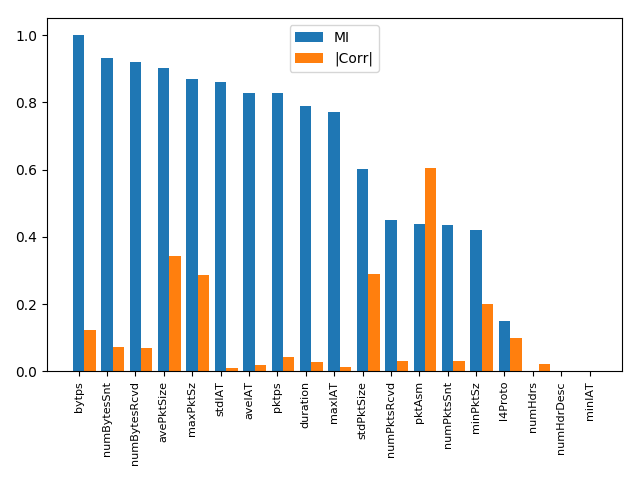 MI
|Corr|
1.0
0.8
0.6
0.4
0.2
0.0
bytps
numBytesSnt
numBytesRcvd
avePktSize
maxPktSz
stdIAT
aveIAT
pktps
duration
maxIAT
stdPktSize
numPktsRcvd
pktAsm
numPktsSnt
minPktSz
l4Proto
numHdrs
numHdrDesc
minIAT